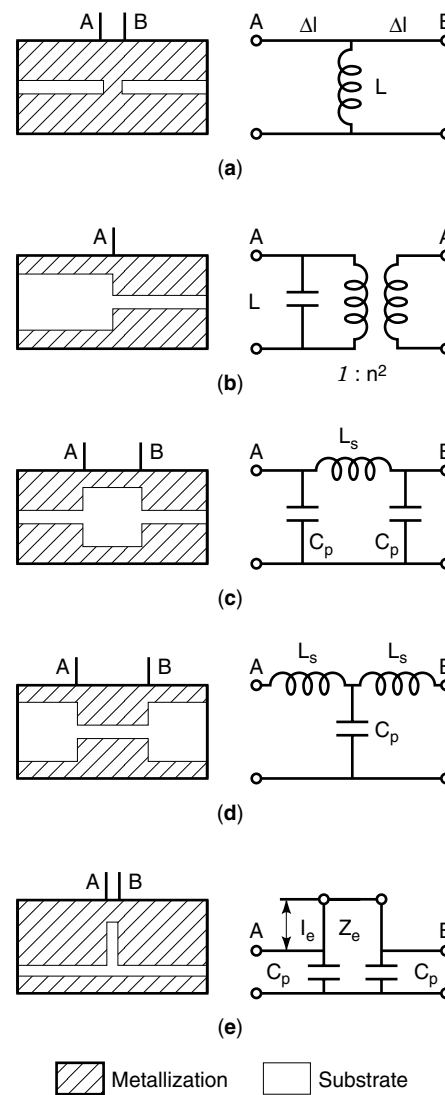 A B A Δl Δl B
L
(a)
A A A
L
1 : n²
(b)
A B A Lₛ B
Cₚ Cₚ
(c)
A B A Lₛ Lₛ B
Cₚ
(d)
A B A lₑ Zₑ B
Cₚ Cₚ
(e)
Metallization Substrate